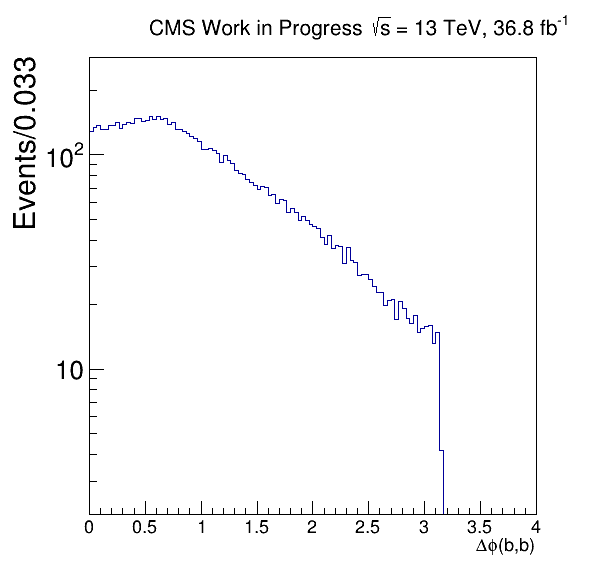 CMS Work in Progress √s = 13 TeV, 36.8 fb⁻¹
Events/0.033
10²
10
0 0.5 1 1.5 2 2.5 3 3.5 4
Δϕ(b,b)